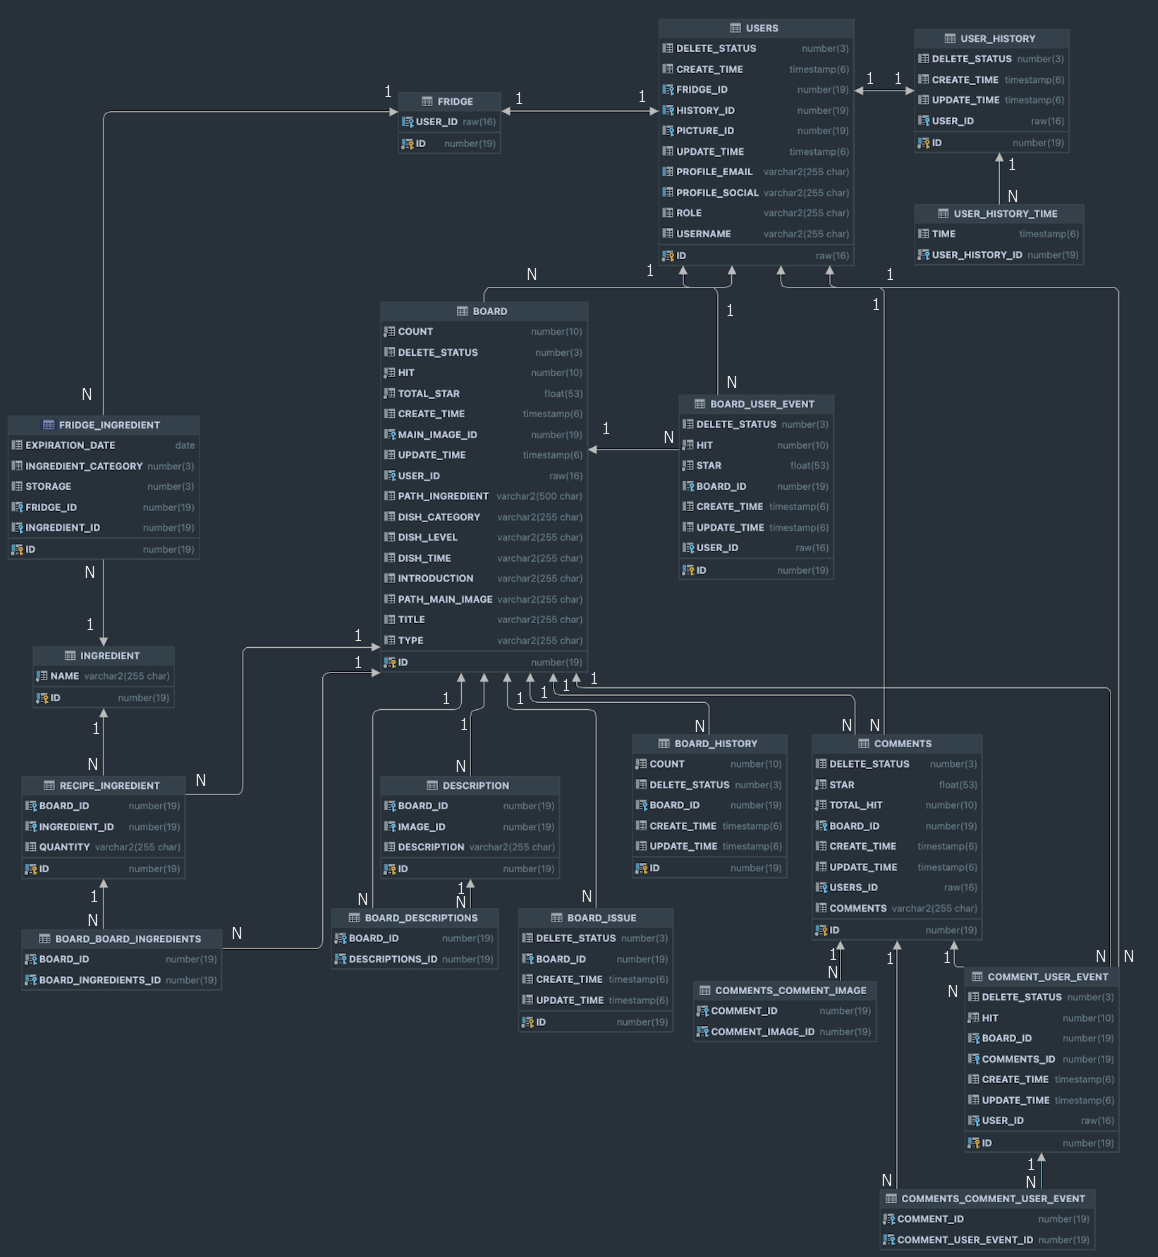 USERS
DELETE_STATUS number(3)
CREATE_TIME timestamp(6)
FRIDGE_ID number(19)
HISTORY_ID number(19)
PICTURE_ID number(19)
UPDATE_TIME timestamp(6)
PROFILE_EMAIL varchar2(255 char)
PROFILE_SOCIAL varchar2(255 char)
ROLE varchar2(255 char)
USERNAME varchar2(255 char)
ID raw(16)
USER_HISTORY
DELETE_STATUS number(3)
CREATE_TIME timestamp(6)
UPDATE_TIME timestamp(6)
USER_ID raw(16)
ID number(19)
1 1
1
N
USER_HISTORY_TIME
TIME timestamp(6)
USER_HISTORY_ID number(19)
1
FRIDGE
USER_ID raw(16)
ID number(19)
1 1
N 1 1
1 1
BOARD
COUNT number(10)
DELETE_STATUS number(3)
HIT number(10)
TOTAL_STAR float(53)
CREATE_TIME timestamp(6)
MAIN_IMAGE_ID number(19)
UPDATE_TIME timestamp(6)
USER_ID raw(16)
PATH_INGREDIENT varchar2(500 char)
DISH_CATEGORY varchar2(255 char)
DISH_LEVEL varchar2(255 char)
DISH_TIME varchar2(255 char)
INTRODUCTION varchar2(255 char)
PATH_MAIN_IMAGE varchar2(255 char)
TITLE varchar2(255 char)
TYPE varchar2(255 char)
ID number(19)
N
BOARD_USER_EVENT
DELETE_STATUS number(3)
HIT number(10)
STAR float(53)
BOARD_ID number(19)
CREATE_TIME timestamp(6)
UPDATE_TIME timestamp(6)
USER_ID raw(16)
ID number(19)
1 N
N
FRIDGE_INGREDIENT
EXPIRATION_DATE date
INGREDIENT_CATEGORY number(3)
STORAGE number(3)
FRIDGE_ID number(19)
INGREDIENT_ID number(19)
ID number(19)
N
1
INGREDIENT
NAME varchar2(255 char)
ID number(19)
1
N
1
1
RECIPE_INGREDIENT
BOARD_ID number(19)
INGREDIENT_ID number(19)
QUANTITY varchar2(255 char)
ID number(19)
N
1
N
BOARD_BOARD_INGREDIENTS
BOARD_ID number(19)
BOARD_INGREDIENTS_ID number(19)
N
1 1 1 1 1 1
N
DESCRIPTION
BOARD_ID number(19)
IMAGE_ID number(19)
DESCRIPTION varchar2(255 char)
ID number(19)
1
N
N
BOARD_DESCRIPTIONS
BOARD_ID number(19)
DESCRIPTIONS_ID number(19)
N
BOARD_ISSUE
DELETE_STATUS number(3)
BOARD_ID number(19)
CREATE_TIME timestamp(6)
UPDATE_TIME timestamp(6)
ID number(19)
N
BOARD_HISTORY
COUNT number(10)
DELETE_STATUS number(3)
BOARD_ID number(19)
CREATE_TIME timestamp(6)
UPDATE_TIME timestamp(6)
ID number(19)
N N
COMMENTS
DELETE_STATUS number(3)
STAR float(53)
TOTAL_HIT number(10)
BOARD_ID number(19)
CREATE_TIME timestamp(6)
UPDATE_TIME timestamp(6)
USERS_ID raw(16)
COMMENTS varchar2(255 char)
ID number(19)
1 1 1
N
COMMENTS_COMMENT_IMAGE
COMMENT_ID number(19)
COMMENT_IMAGE_ID number(19)
N N
N
COMMENT_USER_EVENT
DELETE_STATUS number(3)
HIT number(10)
BOARD_ID number(19)
COMMENTS_ID number(19)
CREATE_TIME timestamp(6)
UPDATE_TIME timestamp(6)
USER_ID raw(16)
ID number(19)
1
N N
COMMENTS_COMMENT_USER_EVENT
COMMENT_ID number(19)
COMMENT_USER_EVENT_ID number(19)